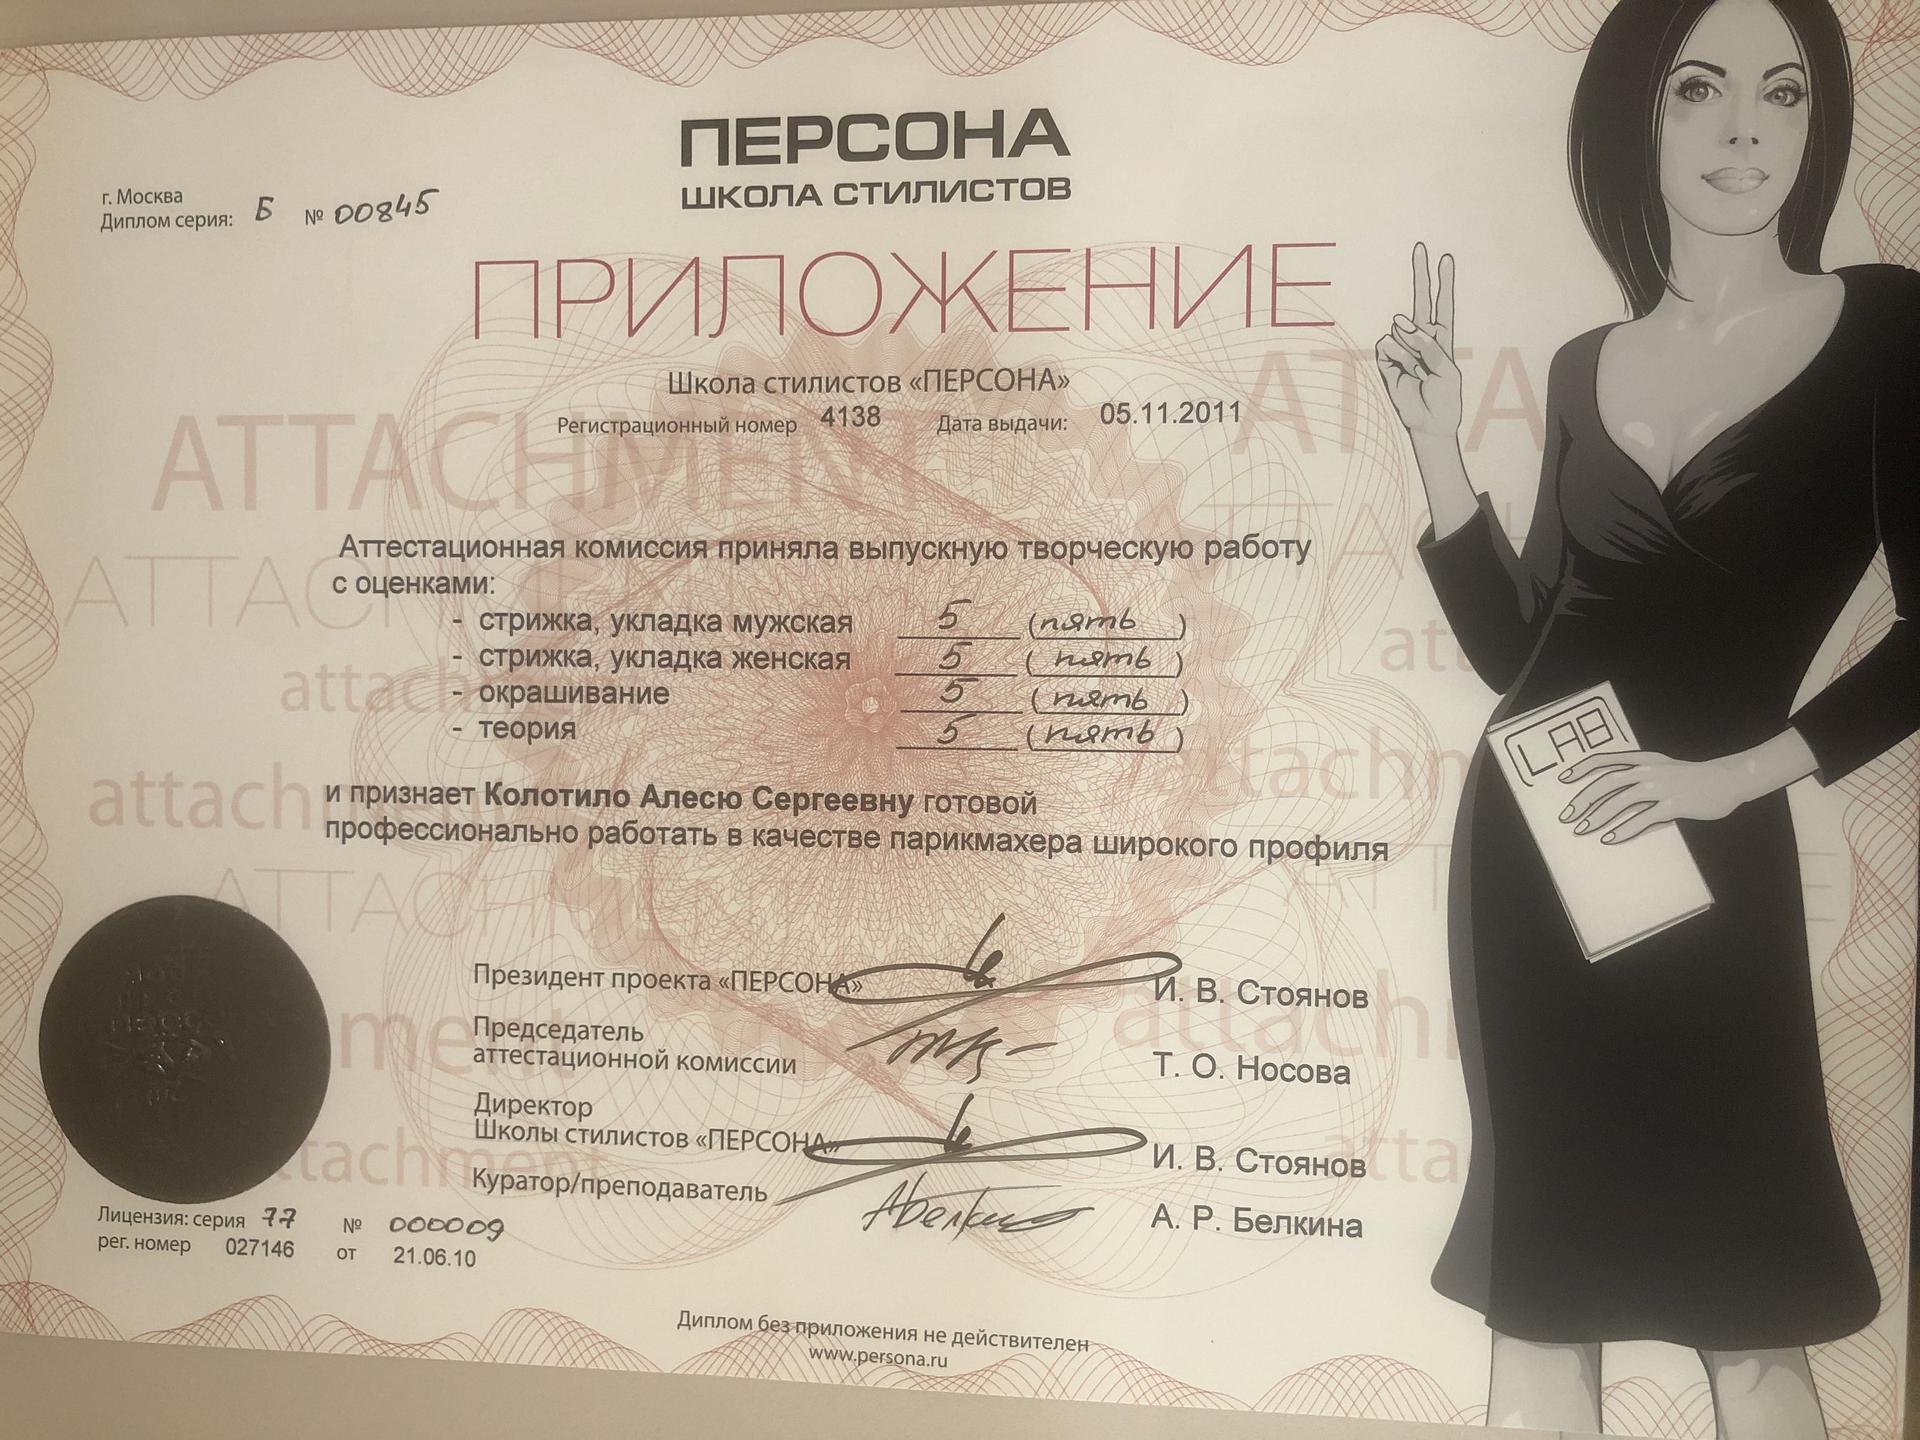 ПЕРСОНА
ШКОЛА СТИЛИСТОВ
г. Москва
Диплом серия: Б № 00845
ПРИЛОЖЕНИЕ
Школа стилистов «ПЕРСОНА»
Регистрационный номер 4138 Дата выдачи: 05.11.2011
ATTACHMENT
Аттестационная комиссия приняла выпускную творческую работу
с оценками:
- стрижка, укладка мужская 5 (пять)
- стрижка, укладка женская 5 (пять)
- окрашивание 5 (пять)
- теория 5 (пять)
LAB
и признает Колотило Алесю Сергеевну готовой
профессионально работать в качестве парикмахера широкого профиля
Президент проекта «ПЕРСОНА» И. В. Стоянов
Председатель
аттестационной комиссии Т. О. Носова
Директор
Школы стилистов «ПЕРСОНА» И. В. Стоянов
Куратор/преподаватель А. Р. Белкина
Лицензия: серия 77 № 000009
рег. номер 027146 от 21.06.10
Диплом без приложения не действителен
www.persona.ru